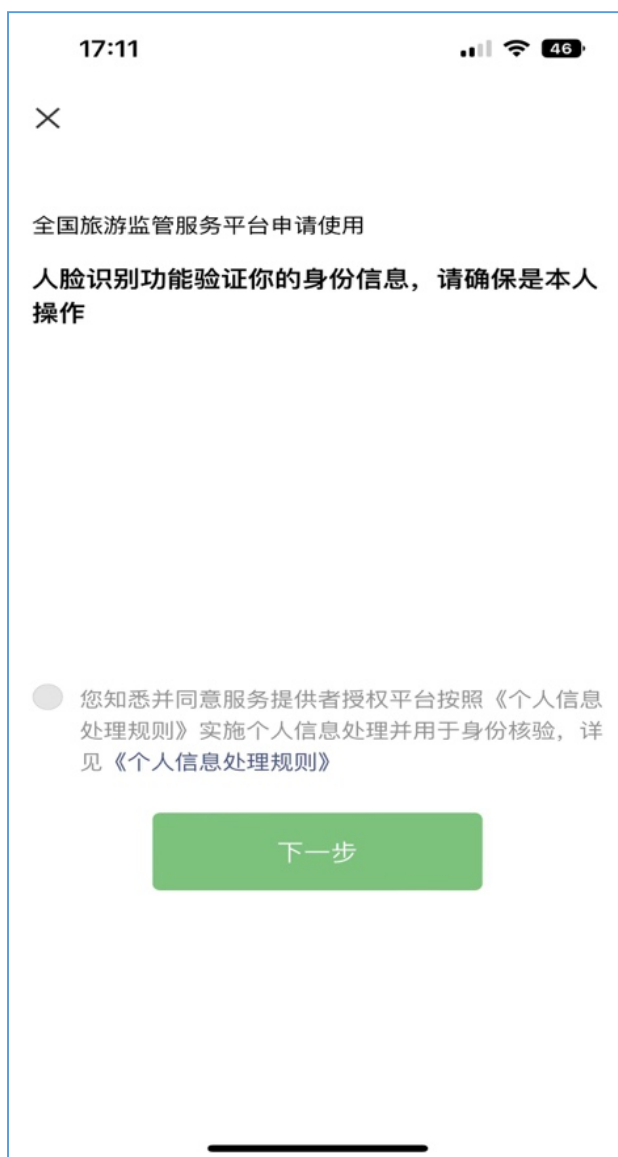 17:11
46
全国旅游监管服务平台申请使用
人脸识别功能验证你的身份信息，请确保是本人
操作
您知悉并同意服务提供者授权平台按照《个人信息
处理规则》实施个人信息处理并用于身份核验，详
见《个人信息处理规则》
下一步